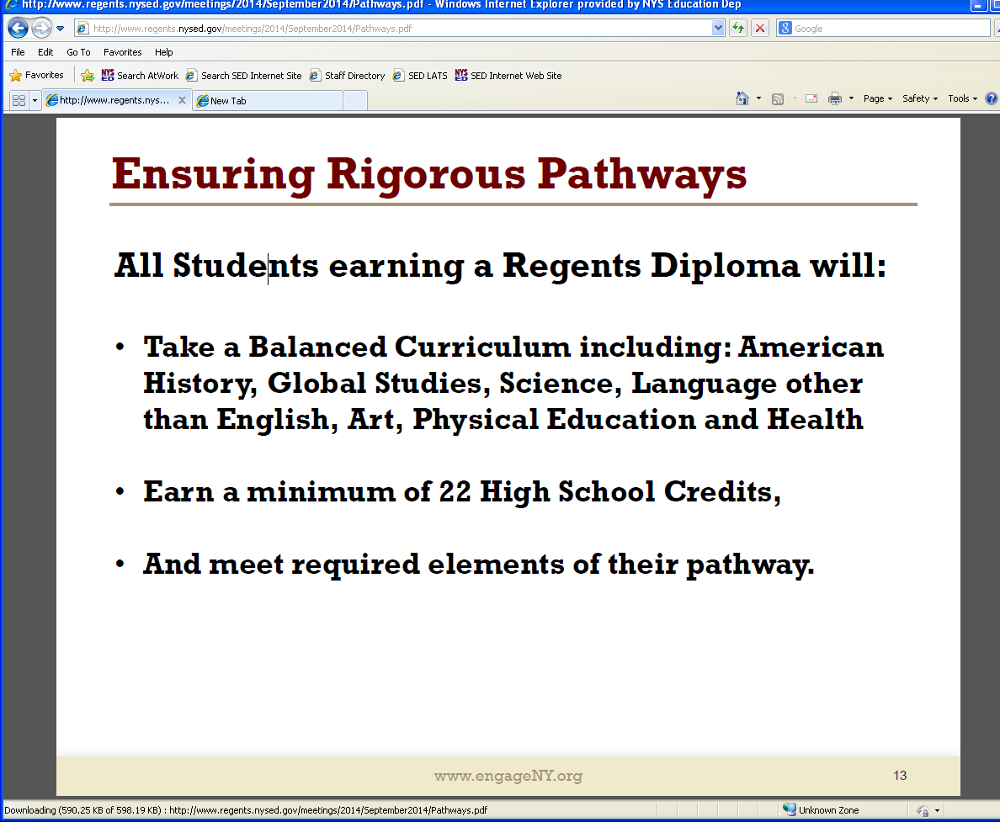 http://www.regents.nysed.gov/meetings/2014/September2014/Pathways.pdf - Windows Internet Explorer provided by NYS Education Dep
http://www.regents.nysed.gov/meetings/2014/September2014/Pathways.pdf Google
File Edit Go To Favorites Help
Favorites NYS ED Search AtWork Search SED Internet Site Staff Directory SED LATS NYS ED SED Internet Web Site
http://www.regents.nys... New Tab Page Safety Tools
Ensuring Rigorous Pathways
All Students earning a Regents Diploma will:
• Take a Balanced Curriculum including: American
History, Global Studies, Science, Language other
than English, Art, Physical Education and Health
• Earn a minimum of 22 High School Credits,
• And meet required elements of their pathway.
www.engageNY.org 13
Downloading (590.25 KB of 598.19 KB) : http://www.regents.nysed.gov/meetings/2014/September2014/Pathways.pdf Unknown Zone